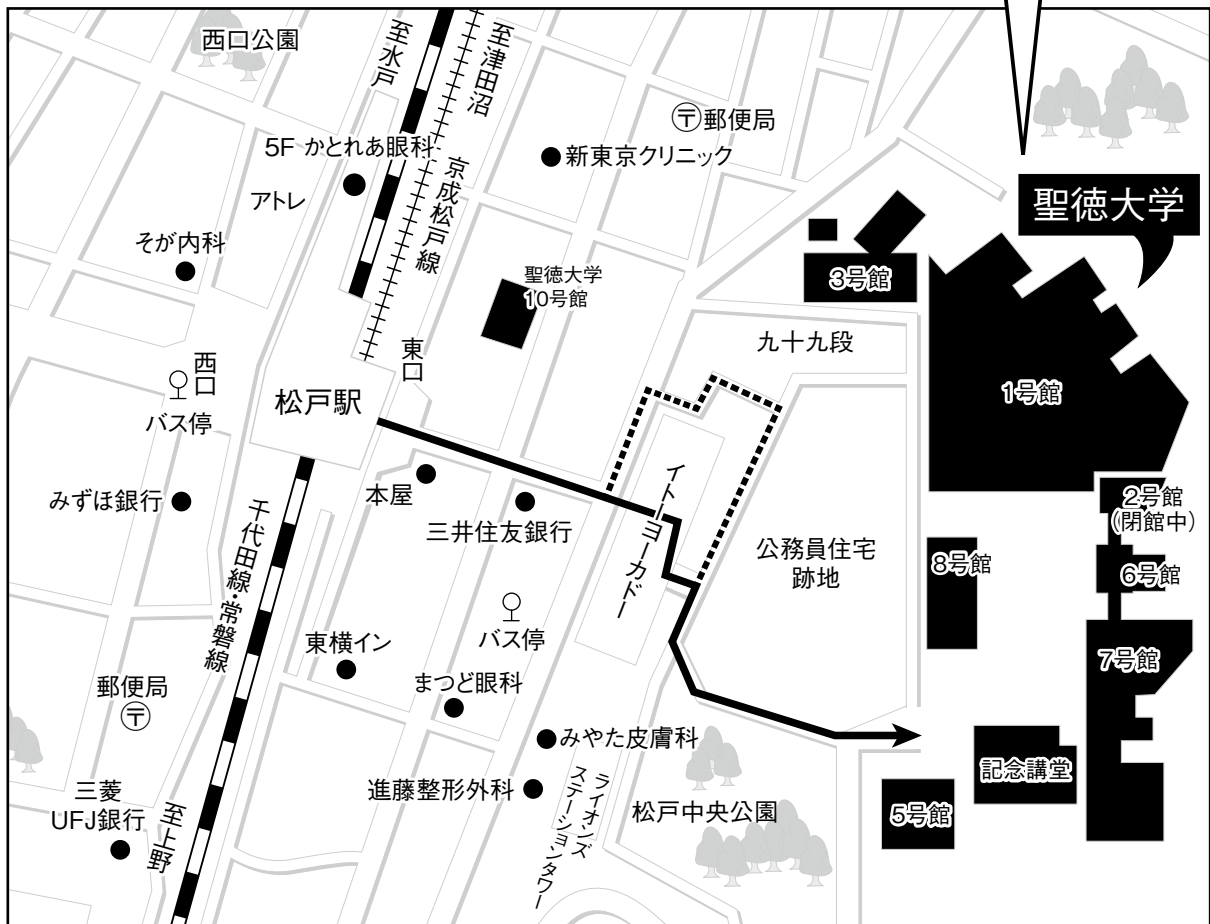 西口公園
至水戸
至津田沼
京成松戸線
〒郵便局
5F かとれあ眼科
新東京クリニック
アトレ
聖徳大学
そが内科
聖徳大学
10号館
3号館
九十九段
東口
西口
バス停
松戸駅
1号館
みずほ銀行
本屋
三井住友銀行
イトーヨーカドー
2号館
(閉館中)
公務員住宅
跡地
8号館
6号館
千代田線・常磐線
バス停
東横イン
まつど眼科
7号館
郵便局
〒
みやた皮膚科
記念講堂
進藤整形外科
ライオンズ
ステーションタワー
松戸中央公園
5号館
三菱
UFJ銀行
至上野